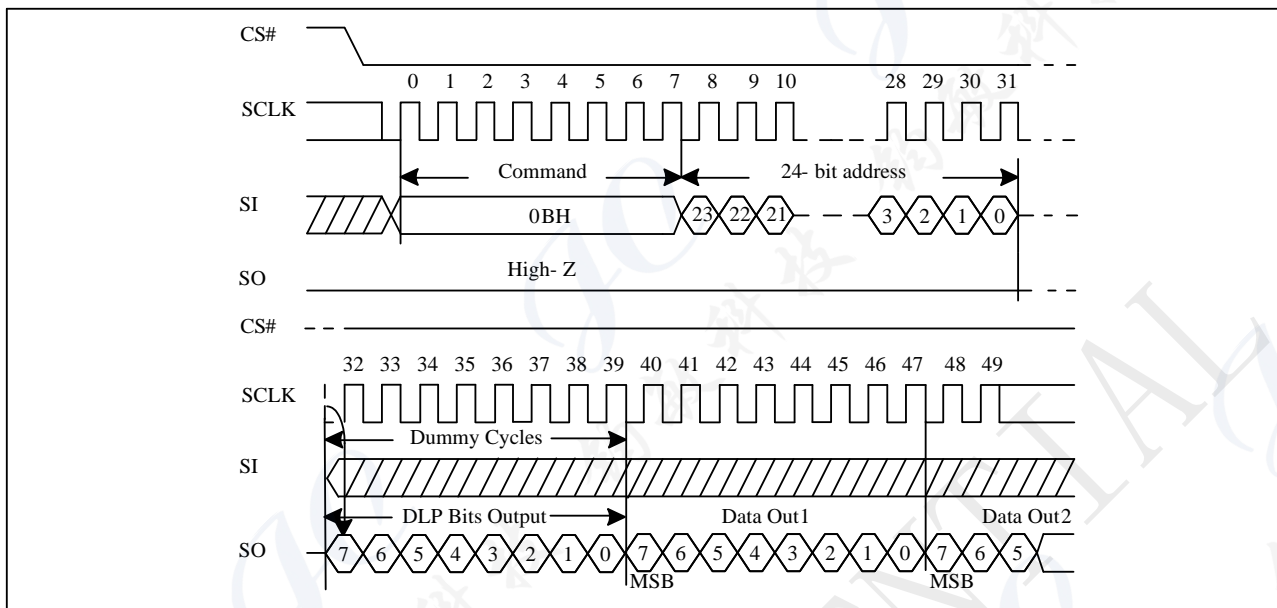 CS#
0 1 2 3 4 5 6 7 8 9 10 28 29 30 31
SCLK
Command 24- bit address
SI 0BH 23 22 21 3 2 1 0
High- Z
SO
CS#
32 33 34 35 36 37 38 39 40 41 42 43 44 45 46 47 48 49
SCLK
Dummy Cycles
SI
DLP Bits Output Data Out1 Data Out2
SO 7 6 5 4 3 2 1 0 7 6 5 4 3 2 1 0 7 6 5
MSB MSB
NTIAL